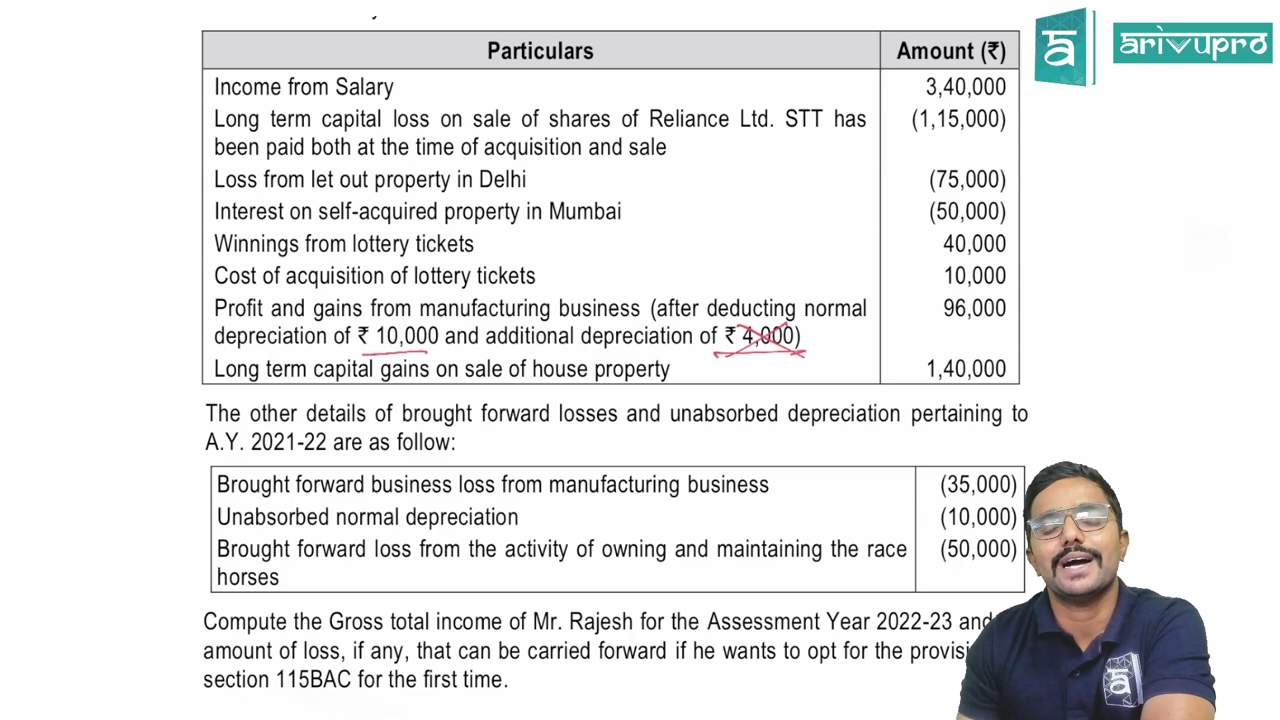 ā arivupro
Particulars Amount (₹)
Income from Salary 3,40,000
Long term capital loss on sale of shares of Reliance Ltd. STT has (1,15,000)
been paid both at the time of acquisition and sale
Loss from let out property in Delhi (75,000)
Interest on self-acquired property in Mumbai (50,000)
Winnings from lottery tickets 40,000
Cost of acquisition of lottery tickets 10,000
Profit and gains from manufacturing business (after deducting normal 96,000
depreciation of ₹ 10,000 and additional depreciation of ₹ 4,000)
Long term capital gains on sale of house property 1,40,000
The other details of brought forward losses and unabsorbed depreciation pertaining to
A.Y. 2021-22 are as follow:
Brought forward business loss from manufacturing business (35,000)
Unabsorbed normal depreciation (10,000)
Brought forward loss from the activity of owning and maintaining the race (50,000)
horses
Compute the Gross total income of Mr. Rajesh for the Assessment Year 2022-23 and
amount of loss, if any, that can be carried forward if he wants to opt for the provisi
section 115BAC for the first time.